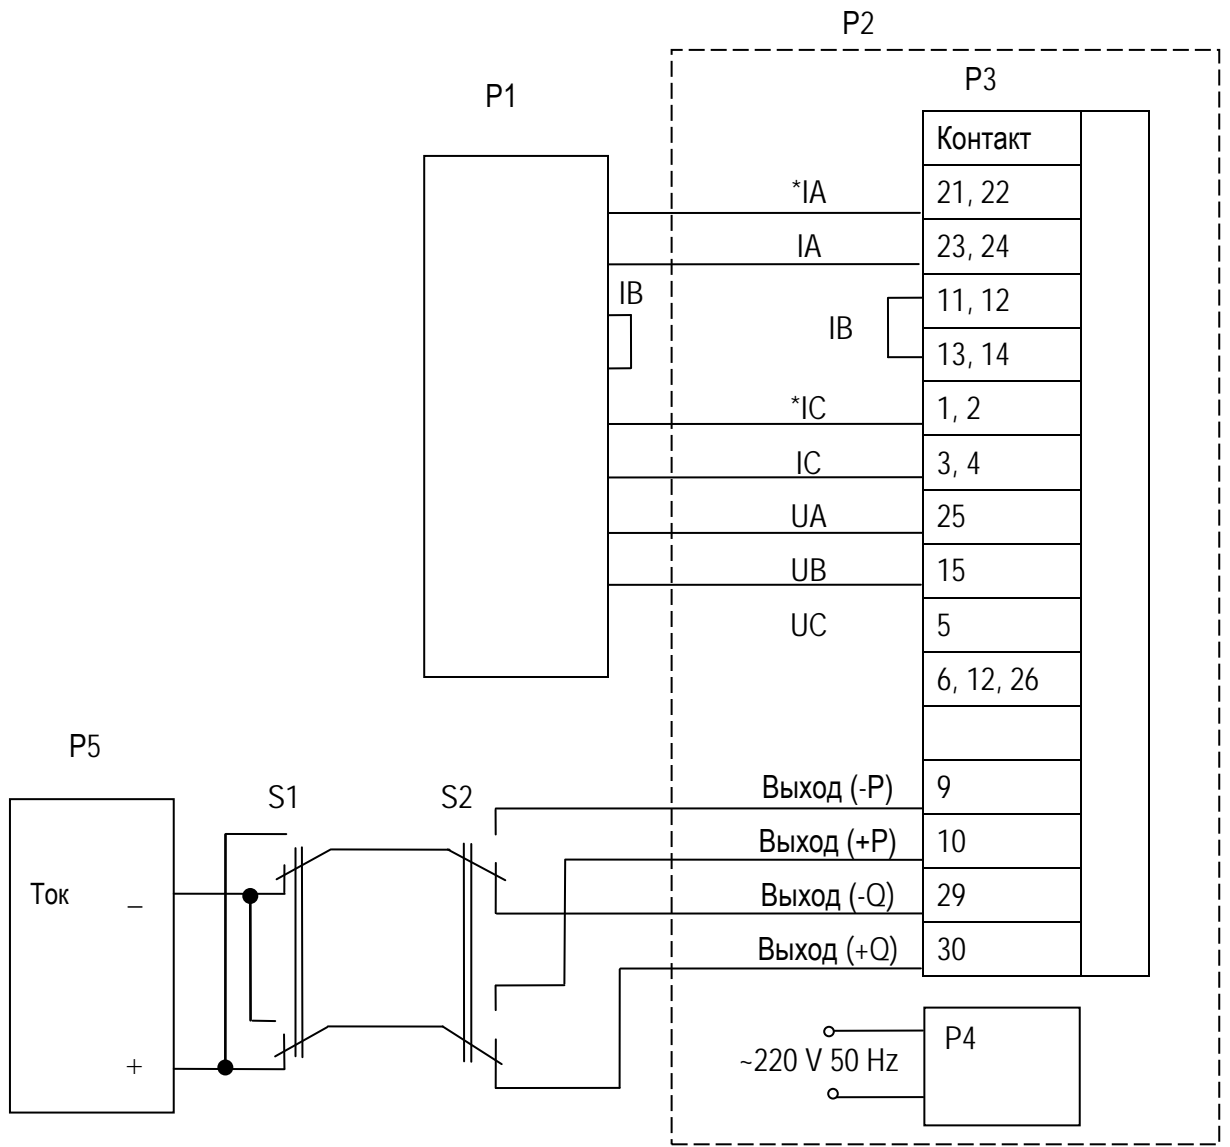 P2
P3
P1
Контакт
*IA
21, 22
IA
23, 24
IB
11, 12
IB
13, 14
*IC
1, 2
IC
3, 4
UA
25
UB
15
UC
5
6, 12, 26
P5
S1
S2
Выход (-P)
9
Выход (+P)
10
Ток
–
Выход (-Q)
29
Выход (+Q)
30
+
~220 V 50 Hz
P4